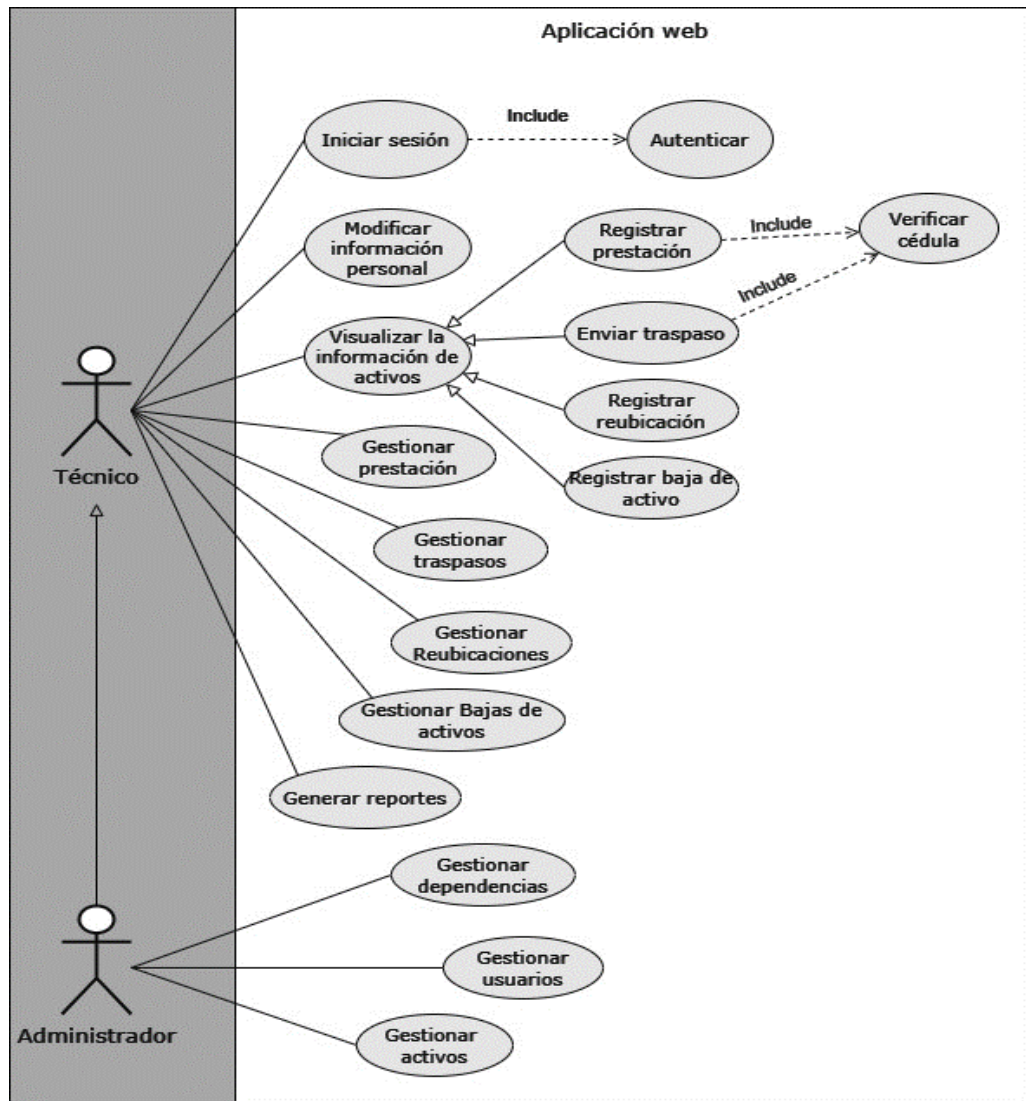 Aplicación web
Iniciar sesión
Include
Autenticar
Modificar
información
personal
Registrar
prestación
Include
Verificar
cédula
Include
Visualizar la
información de
activos
Enviar traspaso
Registrar
reubicación
Gestionar
prestación
Registrar baja de
activo
Técnico
Gestionar
traspasos
Gestionar
Reubicaciones
Gestionar Bajas de
activos
Generar reportes
Gestionar
dependencias
Gestionar
usuarios
Administrador
Gestionar
activos